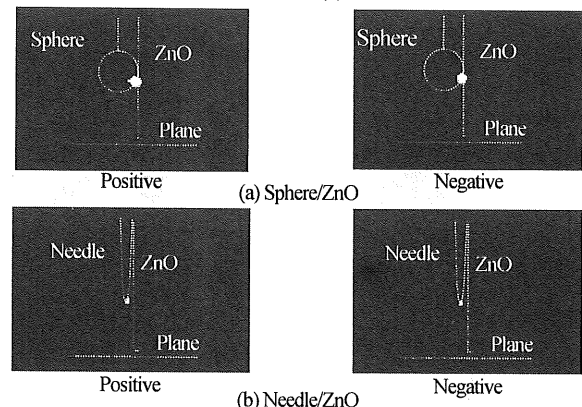 Sphere ZnO Sphere ZnO
Plane Plane
Positive Negative
(a) Sphere/ZnO
Needle ZnO Needle ZnO
Plane Plane
Positive Negative
(b) Needle/ZnO